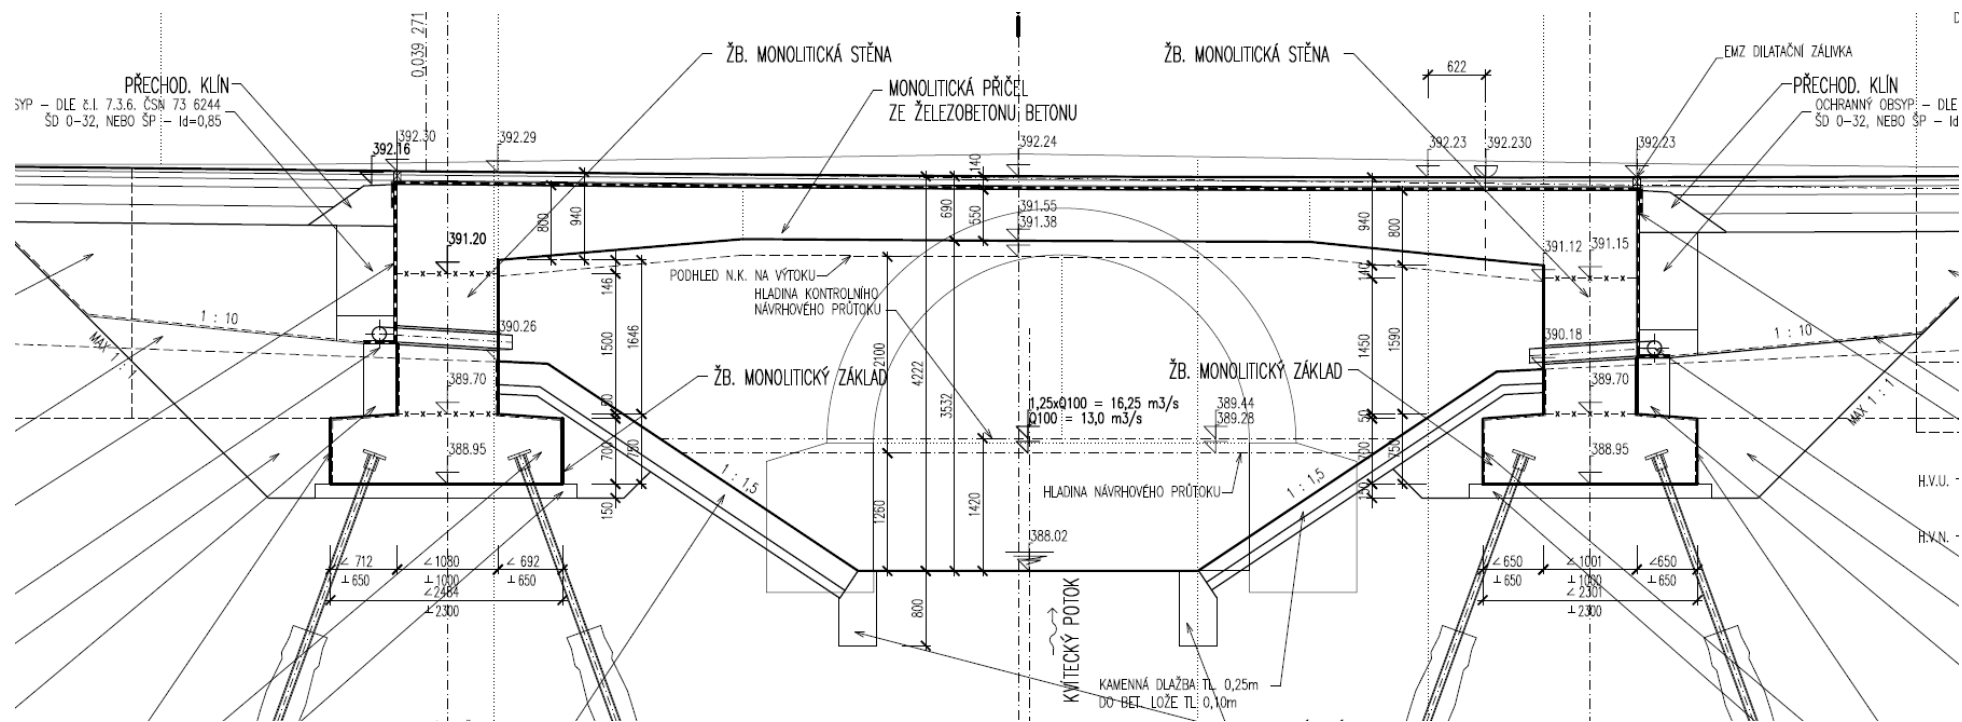 0,039 271
ŽB. MONOLITICKÁ STĚNA
ŽB. MONOLITICKÁ STĚNA
EMZ DILATAČNÍ ZÁLIVKA
622
PŘECHOD. KLÍN
SYP – DLE č.l. 7.3.6. ČSN 73 6244
ŠD 0–32, NEBO ŠP – Id=0,85
MONOLITICKÁ PŘÍČEL
ZE ŽELEZOBETONU BETONU
PŘECHOD. KLÍN
OCHRANNÝ OBSYP – DLE
ŠD 0–32, NEBO ŠP – Id
392.16
392.30
392.29
392.24
392.23
392.230
392.23
140
800
940
690
550
391.55
391.38
940
800
391.20
391.12
391.15
PODHLED N.K. NA VÝTOKU
HLADINA KONTROLNÍHO
NÁVRHOVÉHO PRŮTOKU
146
1500
1646
140
1450
1590
1 : 10
MAX 1 : 1
390.26
390.18
1 : 10
MAX 1 : 1
2100
4222
3532
ŽB. MONOLITICKÝ ZÁKLAD
ŽB. MONOLITICKÝ ZÁKLAD
389.70
389.70
50
50
1,25xQ100 = 16,25 m3/s
Q100 = 13,0 m3/s
389.44
389.28
388.95
388.95
700
750
150
700
750
150
1 : 1,5
1 : 1,5
HLADINA NÁVRHOVÉHO PRŮTOKU
H.V.U.
H.V.N.
1260
1420
388.02
∠ 712
∠1080
∠ 692
⊥ 650
⊥1000
⊥ 650
∠2484
⊥2300
∠ 650
∠1001
∠650
⊥ 650
⊥1000
⊥ 650
∠2301
⊥2300
800
KVÍTECKÝ POTOK
KAMENNÁ DLAŽBA TL. 0,25m
DO BET. LOŽE TL 0,10m